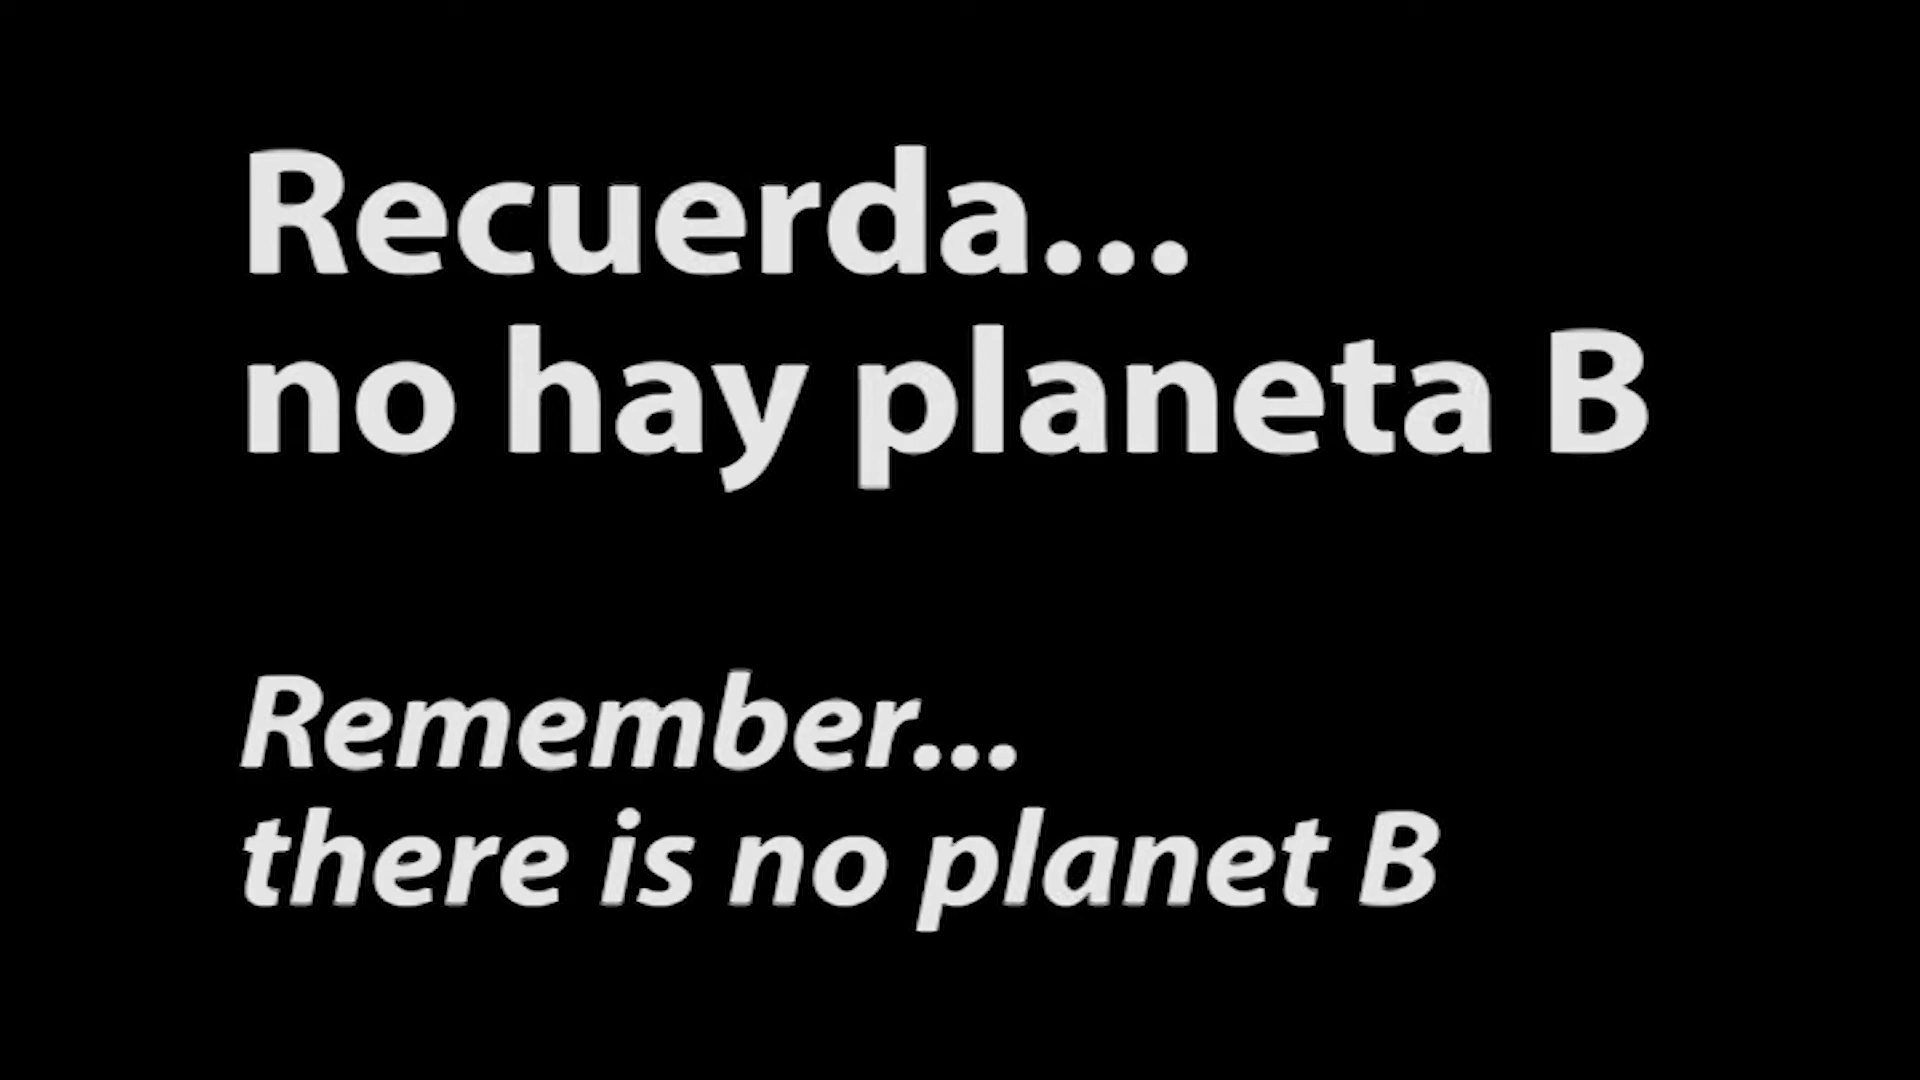 Recuerda...
no hay planeta B
Remember...
there is no planet B